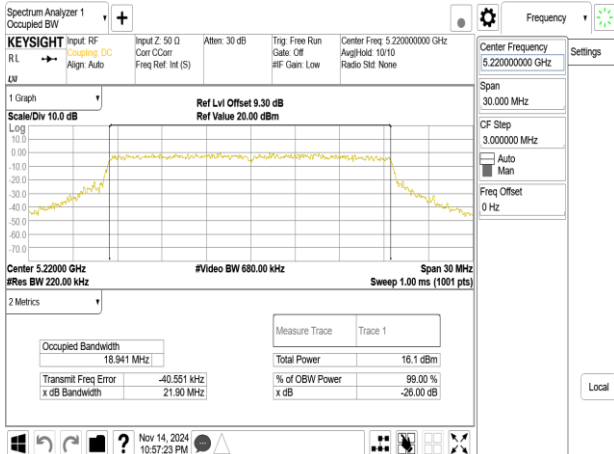 Spectrum Analyzer 1
Occupied BW
+
Frequency
KEYSIGHT
RL
LXI
Input: RF
Coupling: DC
Align: Auto
Input Z: 50 Ω
Corr CCorr
Freq Ref: Int (S)
Atten: 30 dB
Trig: Free Run
Gate: Off
#IF Gain: Low
Center Freq: 5.220000000 GHz
Avg|Hold: 10/10
Radio Std: None
Center Frequency
5.220000000 GHz
Settings
Span
30.000 MHz
CF Step
3.000000 MHz
Auto
Man
Freq Offset
0 Hz
Local
1 Graph
Scale/Div 10.0 dB
Ref Lvl Offset 9.30 dB
Ref Value 20.00 dBm
Log
10.0
0.00
-10.0
-20.0
-30.0
-40.0
-50.0
-60.0
-70.0
Center 5.22000 GHz
#Video BW 680.00 kHz
Span 30 MHz
#Res BW 220.00 kHz
Sweep 1.00 ms (1001 pts)
2 Metrics
Measure Trace Trace 1
Occupied Bandwidth
18.941 MHz
Total Power 16.1 dBm
Transmit Freq Error -40.551 kHz
% of OBW Power 99.00 %
x dB Bandwidth 21.90 MHz
x dB -26.00 dB
?
Nov 14, 2024
10:57:23 PM